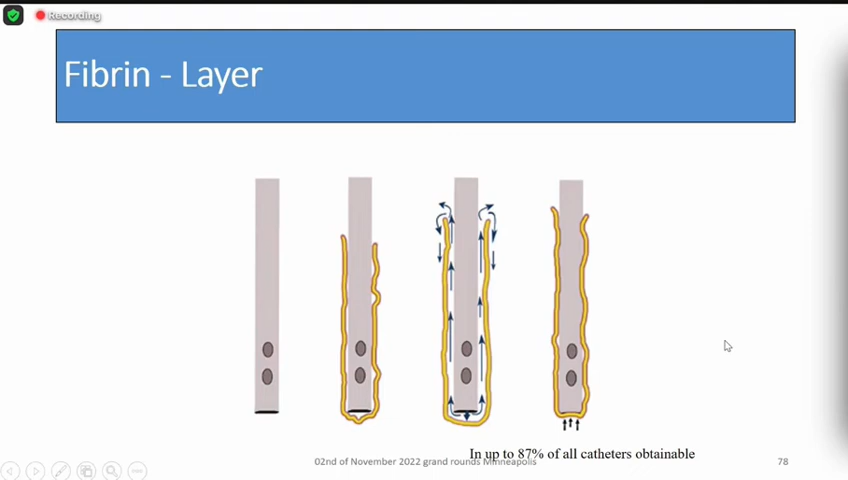 Recording
Fibrin - Layer
In up to 87% of all catheters obtainable
02nd of November 2022 grand rounds Minneapolis
78